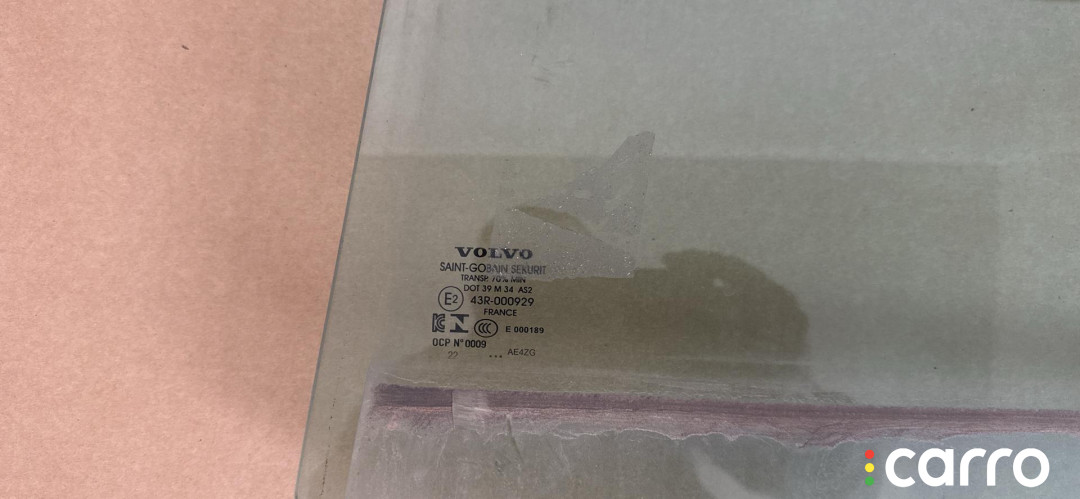 VOLVO
SAINT-GOBAIN SEKURIT
TRANSP. 70% MIN
DOT 39 M 34 AS2
E2 43R-000929
FRANCE
E 000189
OCP N°0009
22 ... AE4ZG
carro